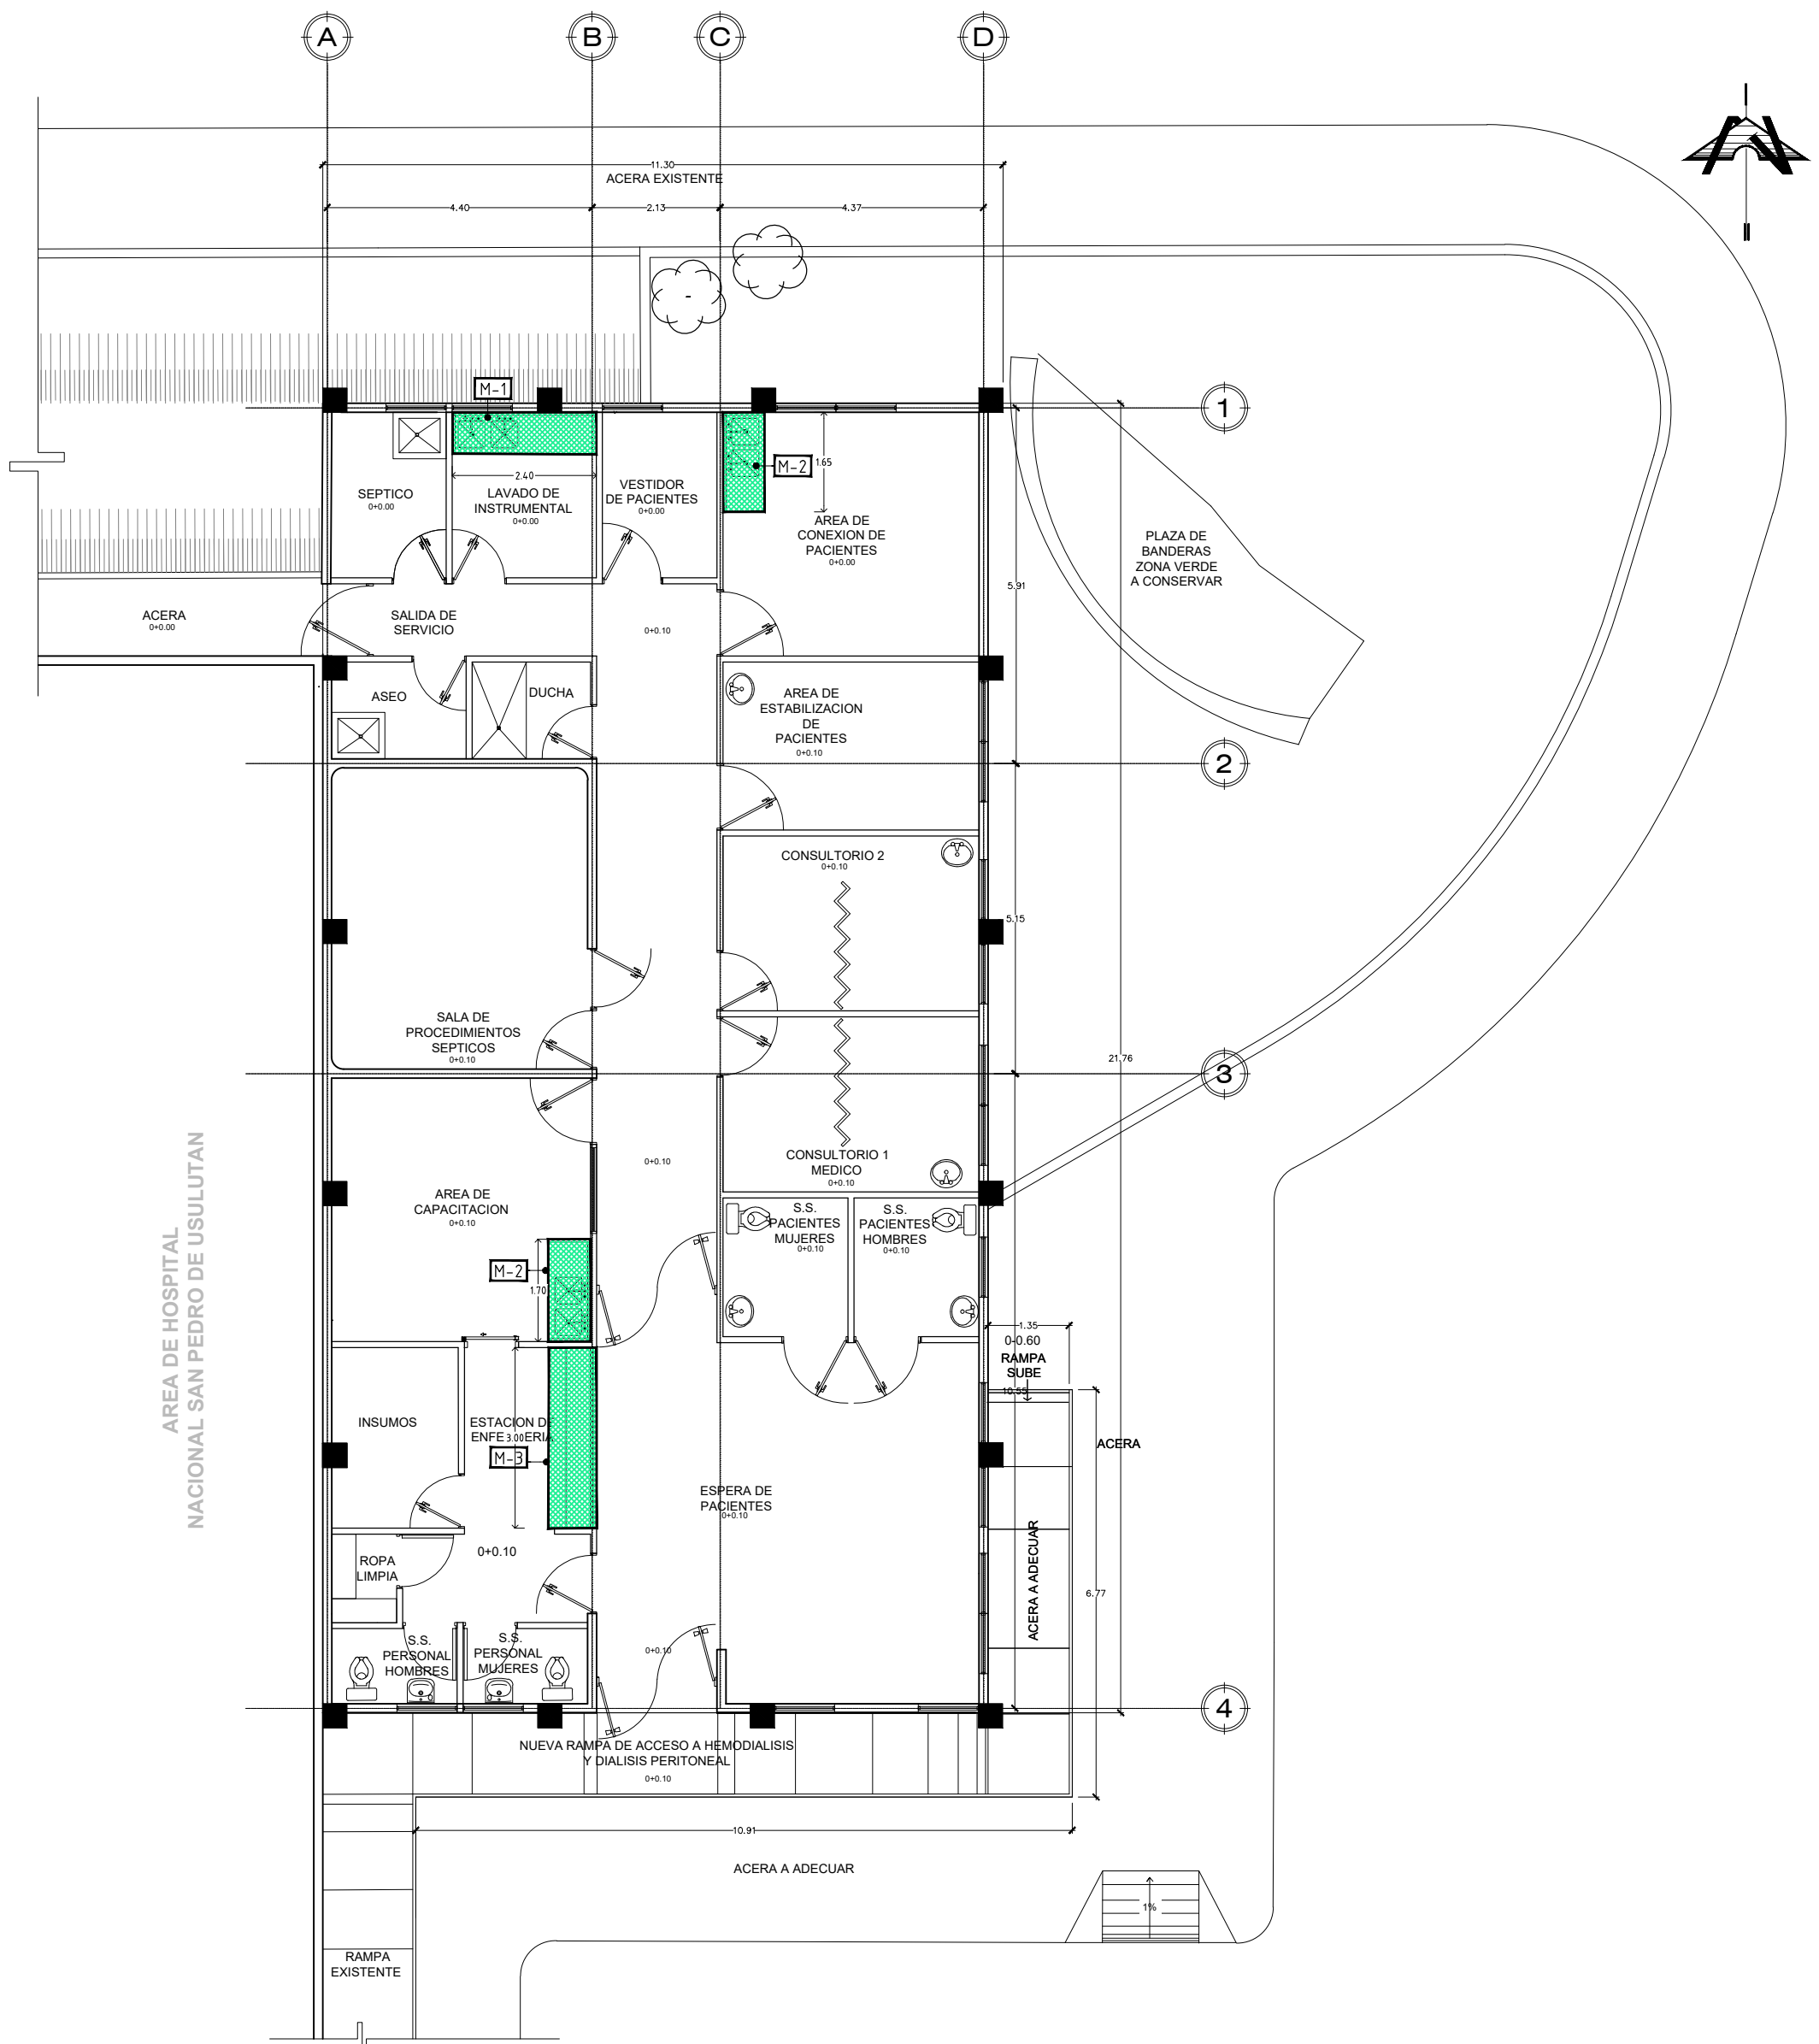 A
B
C
D
N
11.30
ACERA EXISTENTE
4.40
2.13
4.37
M-1
1
M-2
1.65
2.40
SEPTICO
0+0.00
LAVADO DE
INSTRUMENTAL
0+0.00
VESTIDOR
DE PACIENTES
0+0.00
AREA DE
CONEXION DE
PACIENTES
0+0.00
PLAZA DE
BANDERAS
ZONA VERDE
A CONSERVAR
5.91
ACERA
0+0.00
SALIDA DE
SERVICIO
0+0.10
ASEO
DUCHA
AREA DE
ESTABILIZACION
DE
PACIENTES
0+0.10
2
CONSULTORIO 2
0+0.10
5.15
SALA DE
PROCEDIMIENTOS
SEPTICOS
0+0.10
21.76
3
AREA DE HOSPITAL
NACIONAL SAN PEDRO DE USULUTAN
0+0.10
CONSULTORIO 1
MEDICO
0+0.10
AREA DE
CAPACITACION
0+0.10
S.S.
PACIENTES
MUJERES
0+0.10
S.S.
PACIENTES
HOMBRES
0+0.10
M-2
1.70
1.35
0-0.60
RAMPA
SUBE
10.55
INSUMOS
ESTACION DE
ENFERMERIA
3.00
M-3
ACERA
ESPERA DE
PACIENTES
0+0.10
ACERA A ADECUAR
6.77
0+0.10
ROPA
LIMPIA
S.S.
PERSONAL
HOMBRES
S.S.
PERSONAL
MUJERES
0+0.10
4
NUEVA RAMPA DE ACCESO A HEMODIALISIS
Y DIALISIS PERITONEAL
0+0.10
10.91
ACERA A ADECUAR
1%
RAMPA
EXISTENTE